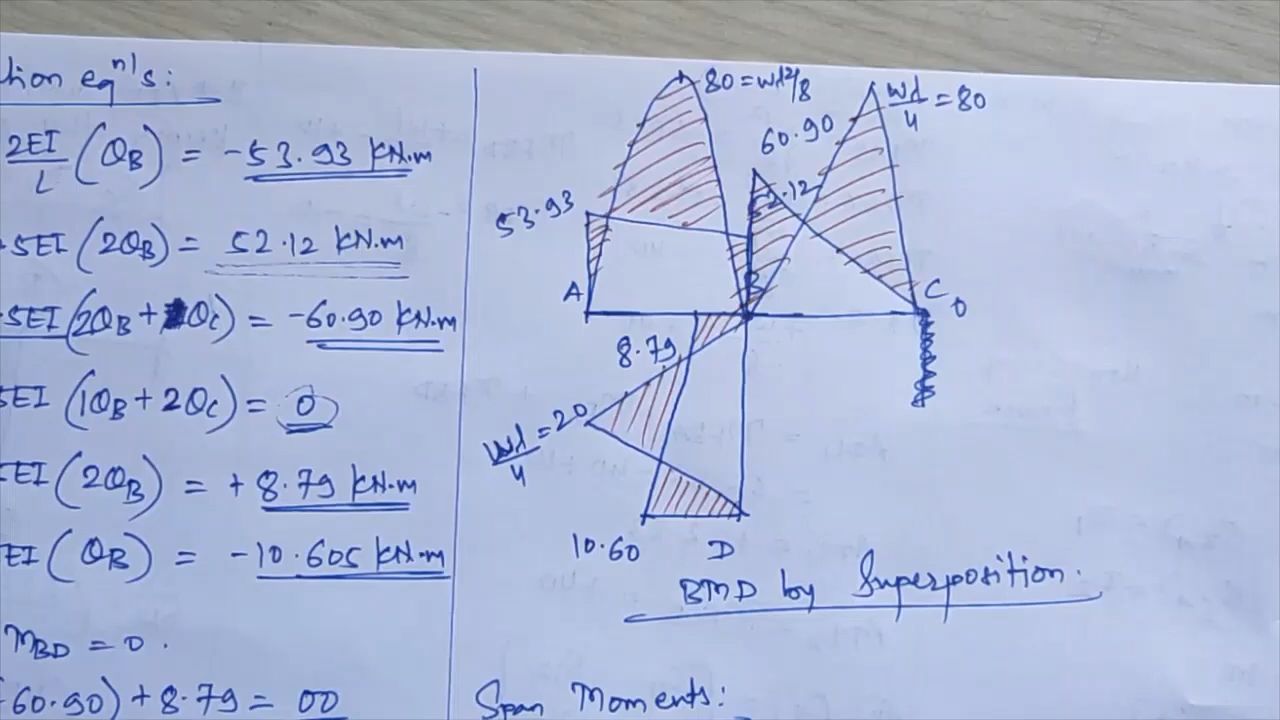 tion eqⁿ's:
2EI/L (θB) = -53.93 KN.m
5EI(2θB) = 52.12 KN.m
5EI(2θB + θC) = -60.90 KN.m
EI(1θB + 2θC) = 0
EI(2θB) = +8.79 KN.m
EI(θB) = -10.605 KN.m
MBD = 0.
60.90) + 8.79 = 00
80 = wl²/8
wl/4 = 80
60.90
53.93
52.12
A
B
C
0
8.79
wl/4 = 20
10.60
D
BMD by Superposition.
Span Moments: